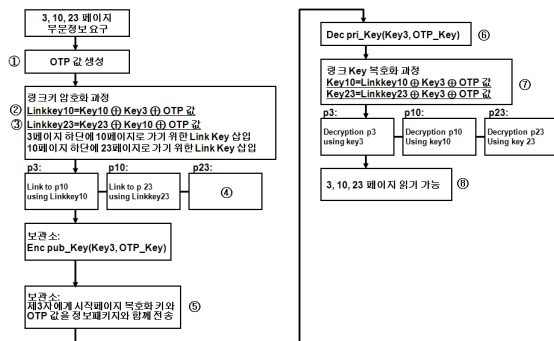 3, 10, 23 페이지
부문정보 요구
①
OTP 값 생성
링크키 암호화 과정
② Linkkey10=Key10 ⊕ Key3 ⊕ OTP 값
③ Linkkey23=Key23 ⊕ Key10 ⊕ OTP 값
3페이지 하단에 10페이지로 가기 위한 Link Key 삽입
10페이지 하단에 23페이지로 가기 위한 Link Key 삽입
p3: p10: p23:
Link to p10
using Linkkey10
Link to p 23
using Linkkey23
④
보관소:
Enc pub_Key(Key3, OTP_Key)
보관소:
제3자에게 시작페이지 복호화 키와
OTP 값을 정보패키지와 함께 전송
⑤
Dec pri_Key(Key3, OTP_Key)
⑥
링크 Key 복호화 과정
Key10=Linkkey10 ⊕ Key3 ⊕ OTP 값
Key23=Linkkey23 ⊕ Key3 ⊕ OTP 값
⑦
p3: p10: p23:
Decryption p3
using key3
Decryption p10
Using key10
Decryption p23
using key 23
3, 10, 23 페이지 읽기 가능
⑧